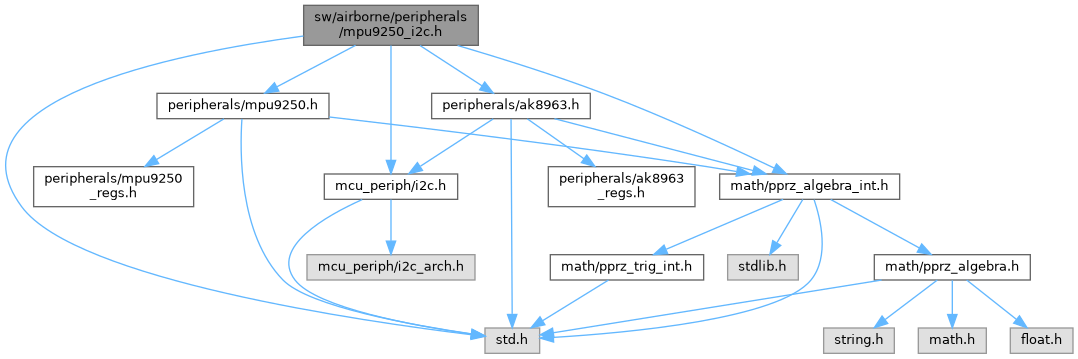 sw/airborne/peripherals
/mpu9250_i2c.h
peripherals/mpu9250.h
peripherals/ak8963.h
peripherals/mpu9250
_regs.h
mcu_periph/i2c.h
peripherals/ak8963
_regs.h
math/pprz_algebra_int.h
mcu_periph/i2c_arch.h
math/pprz_trig_int.h
stdlib.h
math/pprz_algebra.h
std.h
string.h
math.h
float.h